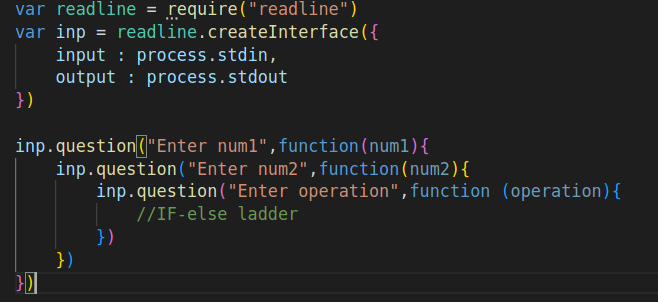 var readline = require("readline")
var inp = readline.createInterface({
    input : process.stdin,
    output : process.stdout
})

inp.question("Enter num1",function(num1){
    inp.question("Enter num2",function(num2){
        inp.question("Enter operation",function (operation){
            //IF-else ladder
        })
    })
})